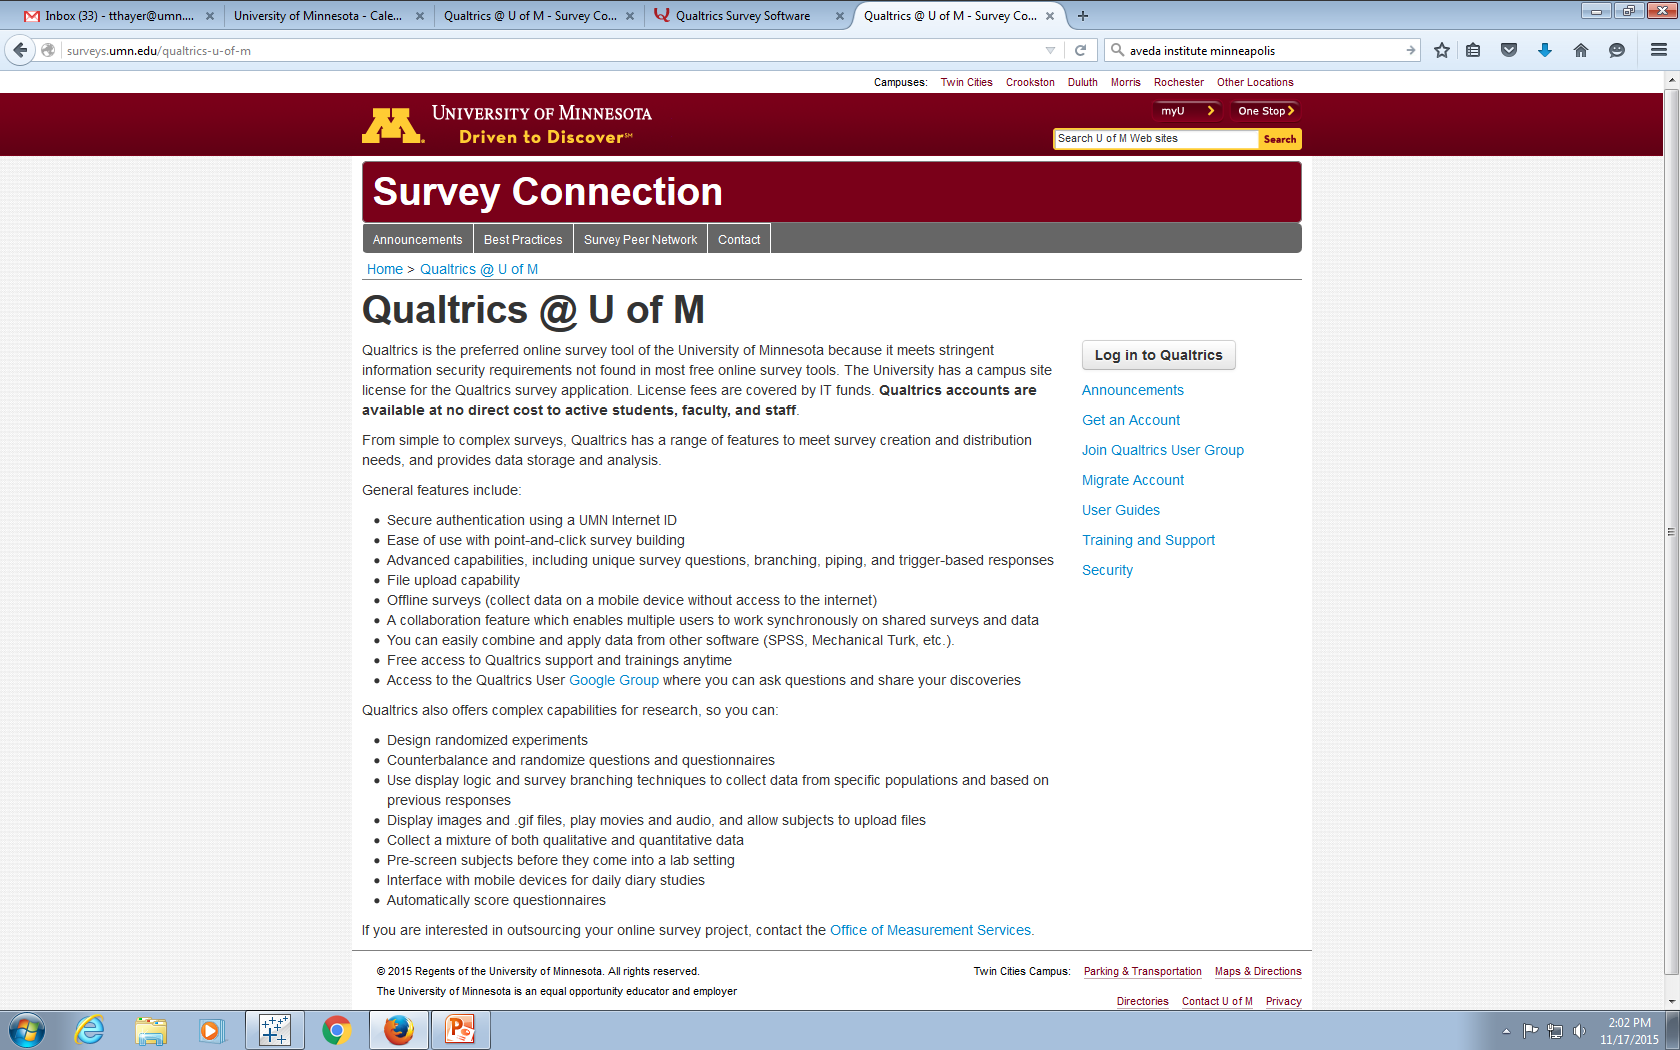 Inbox (33) - tthayer@umn....
University of Minnesota - Cale...
Qualtrics @ U of M - Survey Co...
Qualtrics Survey Software
Qualtrics @ U of M - Survey Co...
surveys.umn.edu/qualtrics-u-of-m
aveda institute minneapolis
Campuses: Twin Cities Crookston Duluth Morris Rochester Other Locations
UNIVERSITY OF MINNESOTA
Driven to Discover℠
myU
One Stop
Search U of M Web sites
Search
Survey Connection
Announcements Best Practices Survey Peer Network Contact
Home > Qualtrics @ U of M
Qualtrics @ U of M
Qualtrics is the preferred online survey tool of the University of Minnesota because it meets stringent
information security requirements not found in most free online survey tools. The University has a campus site
license for the Qualtrics survey application. License fees are covered by IT funds. Qualtrics accounts are
available at no direct cost to active students, faculty, and staff.
From simple to complex surveys, Qualtrics has a range of features to meet survey creation and distribution
needs, and provides data storage and analysis.
General features include:
• Secure authentication using a UMN Internet ID
• Ease of use with point-and-click survey building
• Advanced capabilities, including unique survey questions, branching, piping, and trigger-based responses
• File upload capability
• Offline surveys (collect data on a mobile device without access to the internet)
• A collaboration feature which enables multiple users to work synchronously on shared surveys and data
• You can easily combine and apply data from other software (SPSS, Mechanical Turk, etc.).
• Free access to Qualtrics support and trainings anytime
• Access to the Qualtrics User Google Group where you can ask questions and share your discoveries
Qualtrics also offers complex capabilities for research, so you can:
• Design randomized experiments
• Counterbalance and randomize questions and questionnaires
• Use display logic and survey branching techniques to collect data from specific populations and based on
previous responses
• Display images and .gif files, play movies and audio, and allow subjects to upload files
• Collect a mixture of both qualitative and quantitative data
• Pre-screen subjects before they come into a lab setting
• Interface with mobile devices for daily diary studies
• Automatically score questionnaires
If you are interested in outsourcing your online survey project, contact the Office of Measurement Services.
Log in to Qualtrics
Announcements
Get an Account
Join Qualtrics User Group
Migrate Account
User Guides
Training and Support
Security
© 2015 Regents of the University of Minnesota. All rights reserved.
The University of Minnesota is an equal opportunity educator and employer
Twin Cities Campus: Parking & Transportation Maps & Directions
Directories Contact U of M Privacy
2:02 PM
11/17/2015